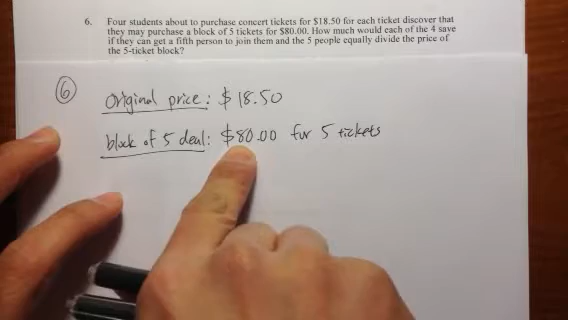 6. Four students about to purchase concert tickets for $18.50 for each ticket discover that
they may purchase a block of 5 tickets for $80.00. How much would each of the 4 save
if they can get a fifth person to join them and the 5 people equally divide the price of
the 5-ticket block?
6 original price: $18.50
block of 5 deal: $80.00 for 5 tickets